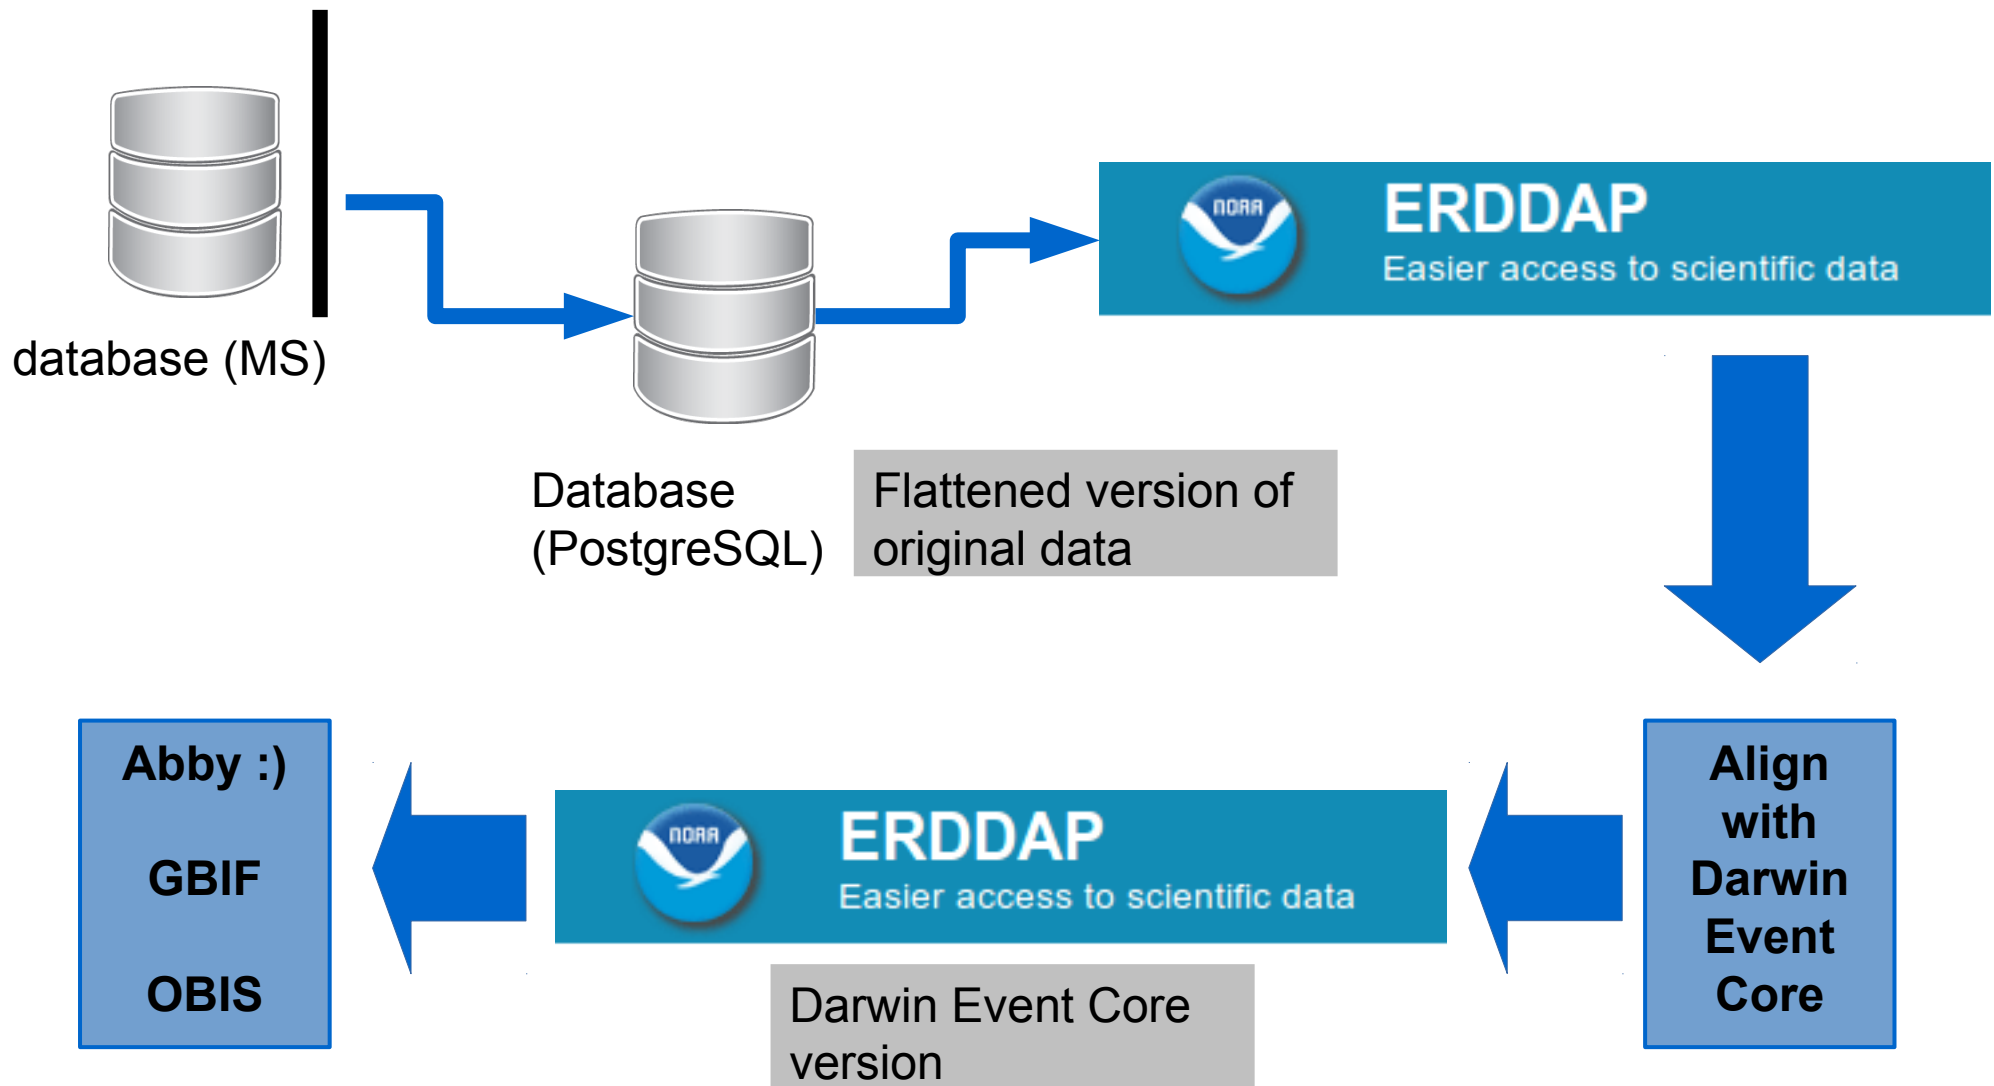 NOAA
ERDDAP
Easier access to scientific data
database (MS)
Database
(PostgreSQL)
Flattened version of
original data
Align
with
Darwin
Event
Core
NOAA
ERDDAP
Easier access to scientific data
Darwin Event Core
version
Abby :)
GBIF
OBIS